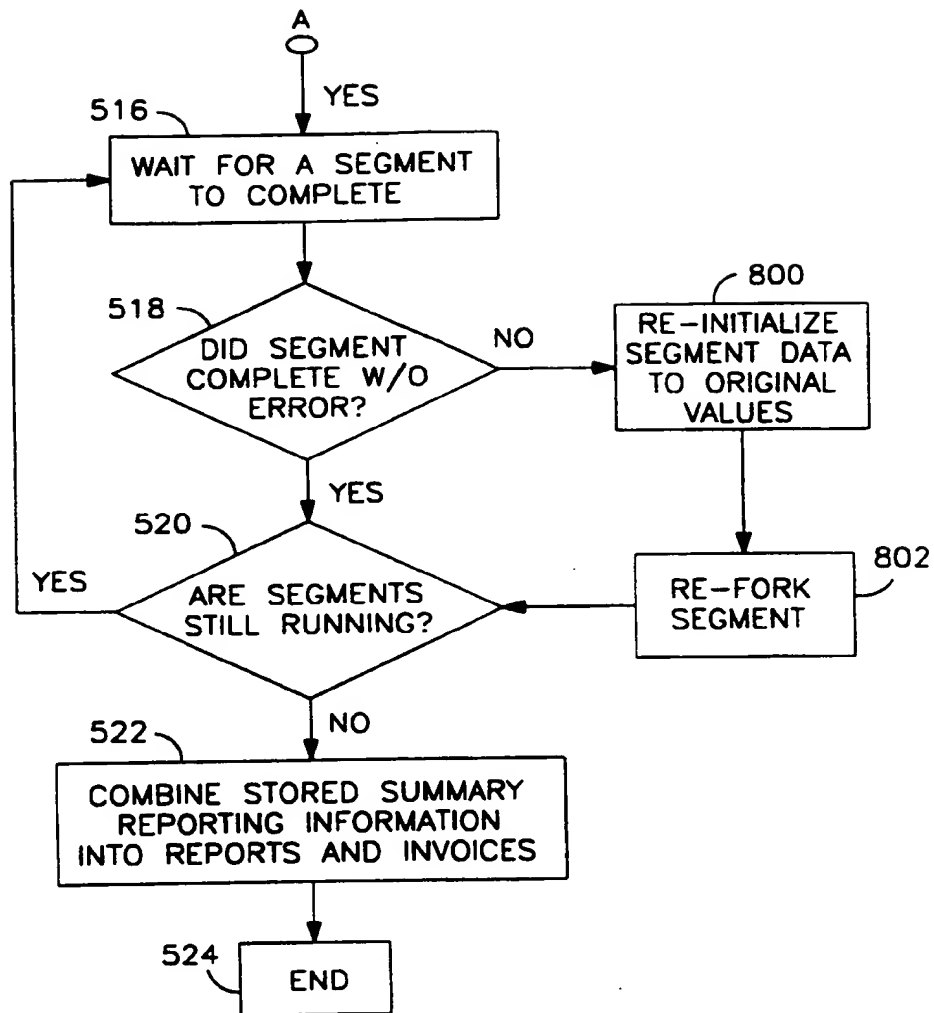 A
YES
516
WAIT FOR A SEGMENT
TO COMPLETE
518
DID SEGMENT
COMPLETE W/O
ERROR?
NO
800
RE-INITIALIZE
SEGMENT DATA
TO ORIGINAL
VALUES
YES
520
YES
ARE SEGMENTS
STILL RUNNING?
RE-FORK
SEGMENT
802
NO
522
COMBINE STORED SUMMARY
REPORTING INFORMATION
INTO REPORTS AND INVOICES
524
END